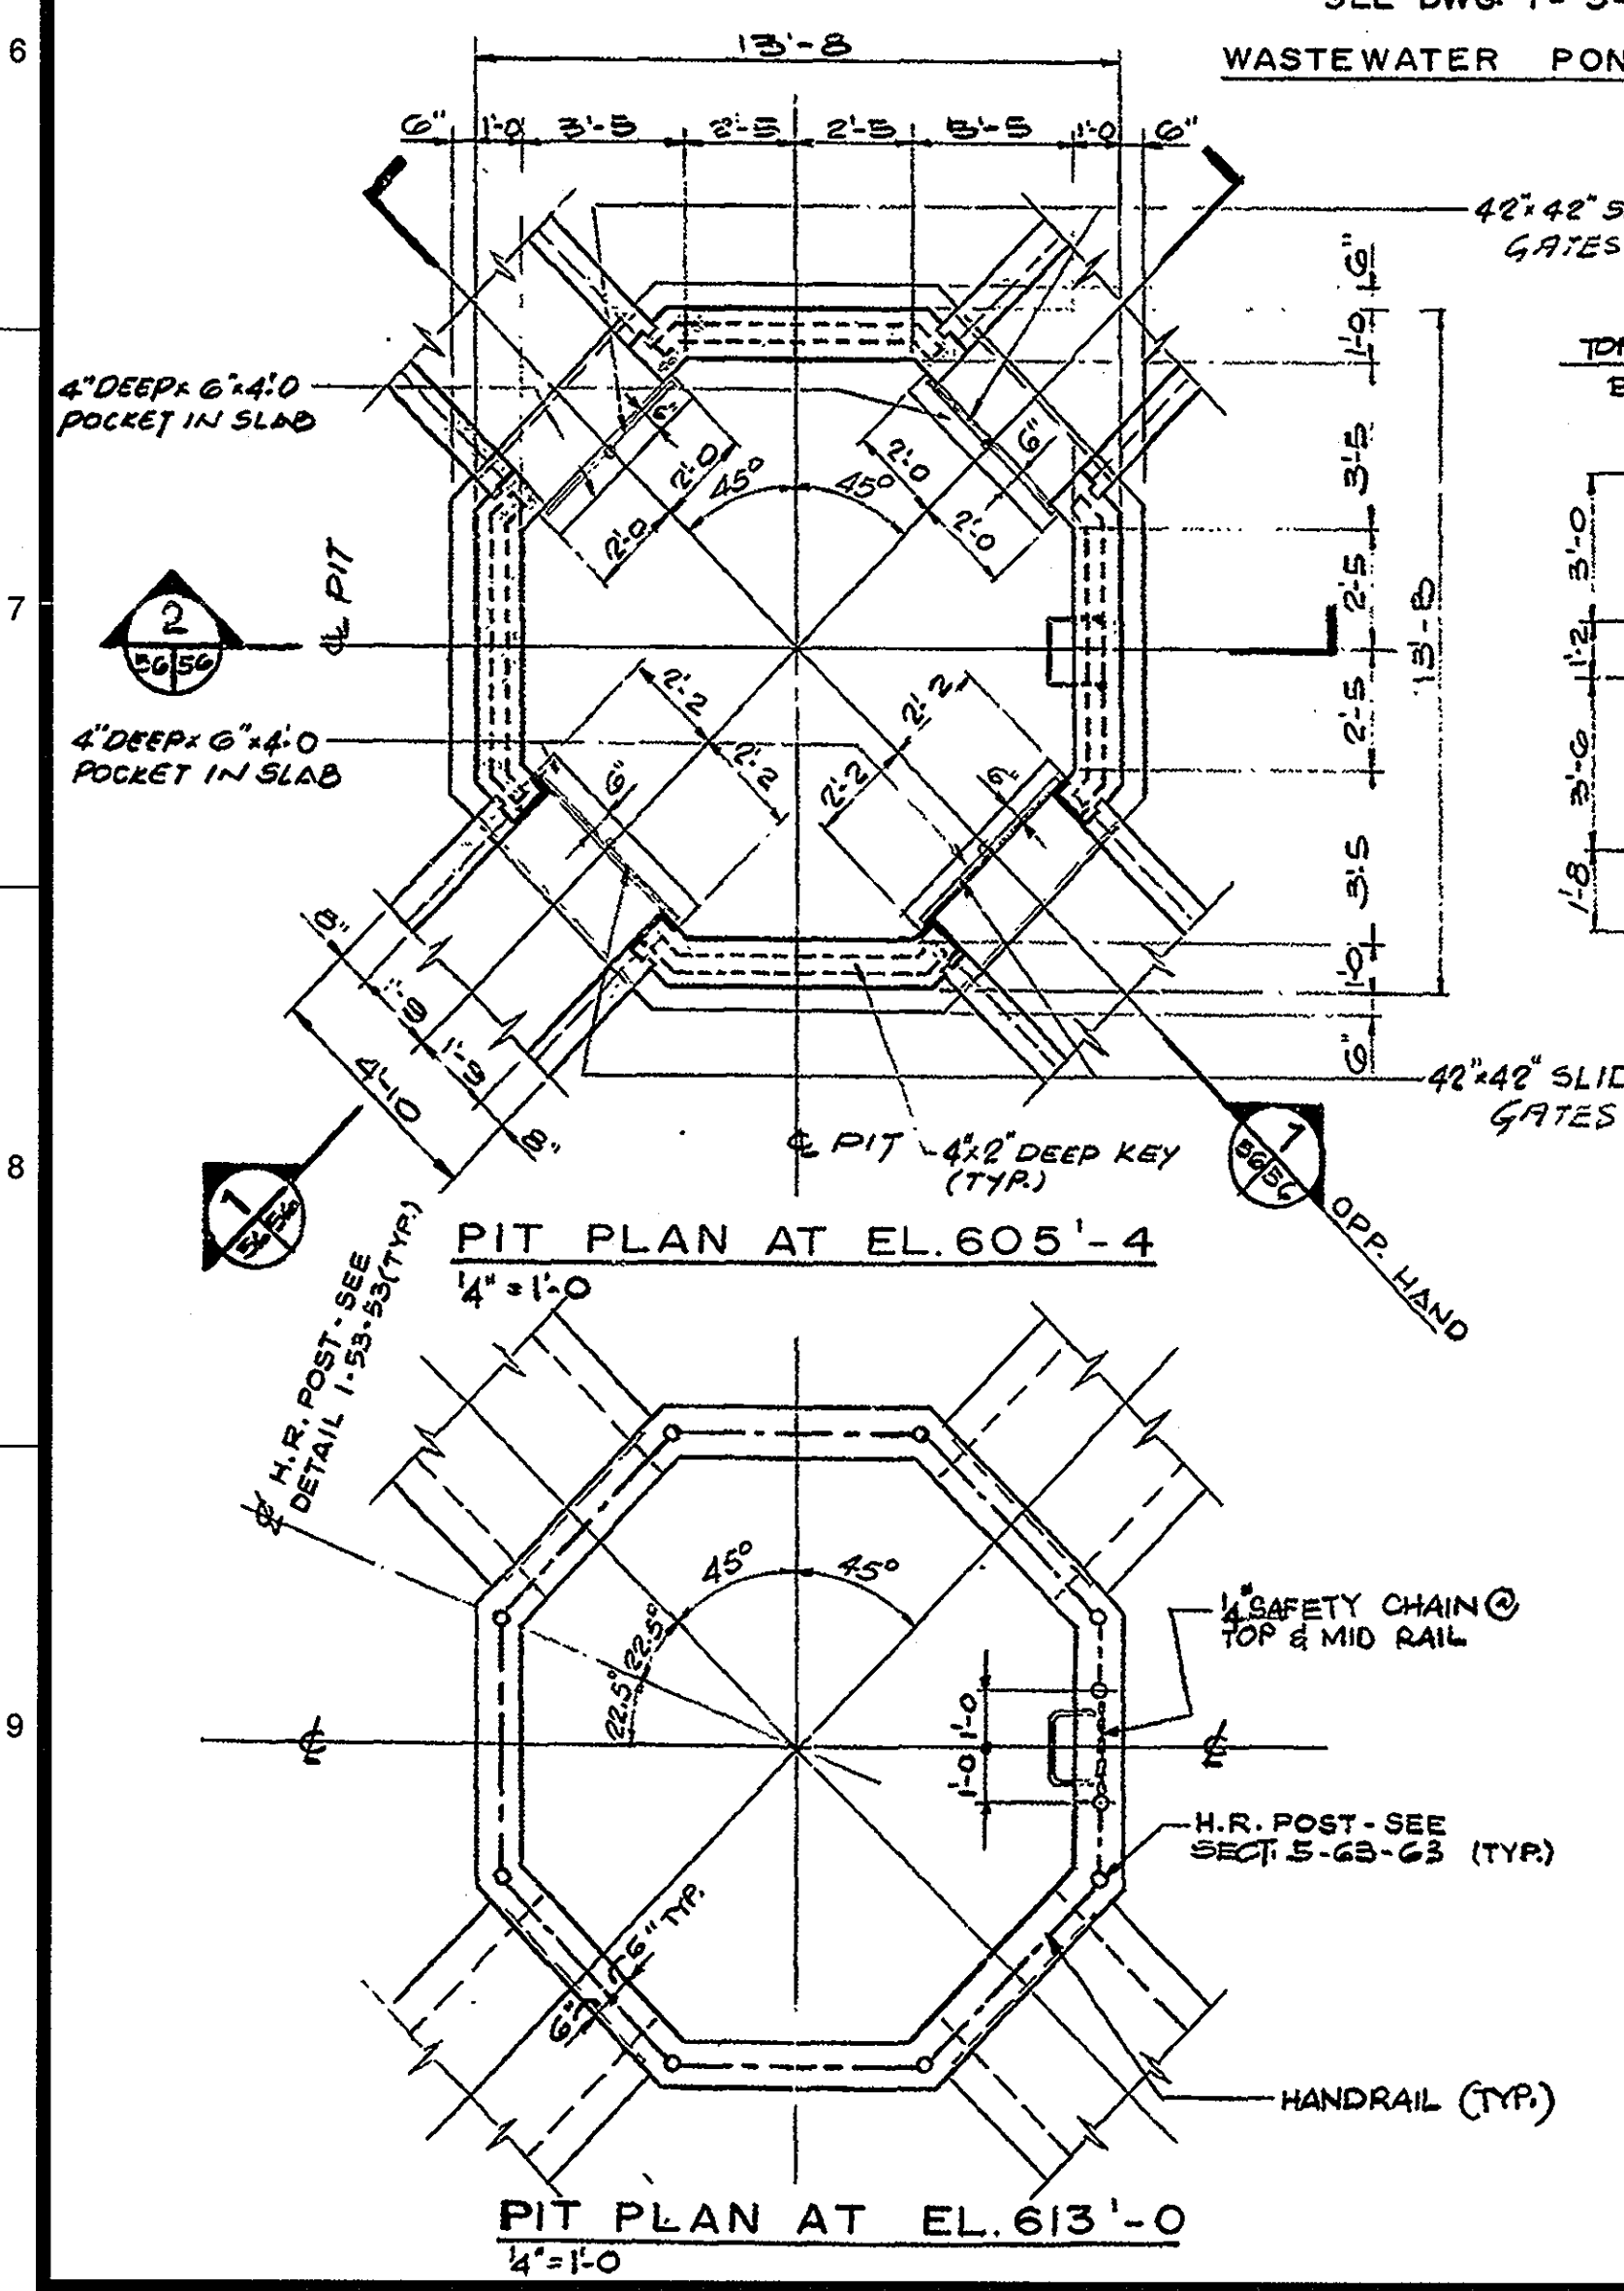 6
WASTEWATER PON
13'-8
6" 1'-0 3'-5 2'-5 2'-5 3'-5 1'-0 6"
42"x42" S
GATES
6"
1'-0
3'-5
2'-5
2'-5
3'-5
1'-0
6"
13'-8
4" DEEP x 6" x 4'-0
POCKET IN SLAB
6"
2'-0
2'-0
45°
45°
2'-0
6"
2'-0
7
2
56 56
℄ PIT
3'-0
1'-2
3'-6
1'-8
4" DEEP x 6" x 4'-0
POCKET IN SLAB
2'-2
2'-2
6"
2'-2
2'-2
6"
8"
1'-9
1'-9
8"
4'-10
42"x42" SLID
GATES
8
℄ PIT
4"x2" DEEP KEY
(TYP.)
1
56 56
1
56 56
OPP. HAND
PIT PLAN AT EL. 605'-4
1/4" = 1'-0
℄ H.R. POST - SEE
DETAIL 1-53-53 (TYP.)
45°
45°
22.5°
22.5°
1/4" SAFETY CHAIN @
TOP & MID RAIL
1'-0
1'-0
9
℄
℄
H.R. POST - SEE
SECT. 5-63-63 (TYP.)
6"
6" TYP.
HANDRAIL (TYP.)
PIT PLAN AT EL. 613'-0
1/4" = 1'-0